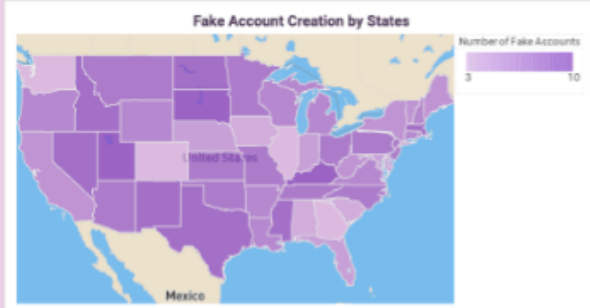 Fake Account Creation by States
Number of Fake Accounts
3 10
United States
Mexico